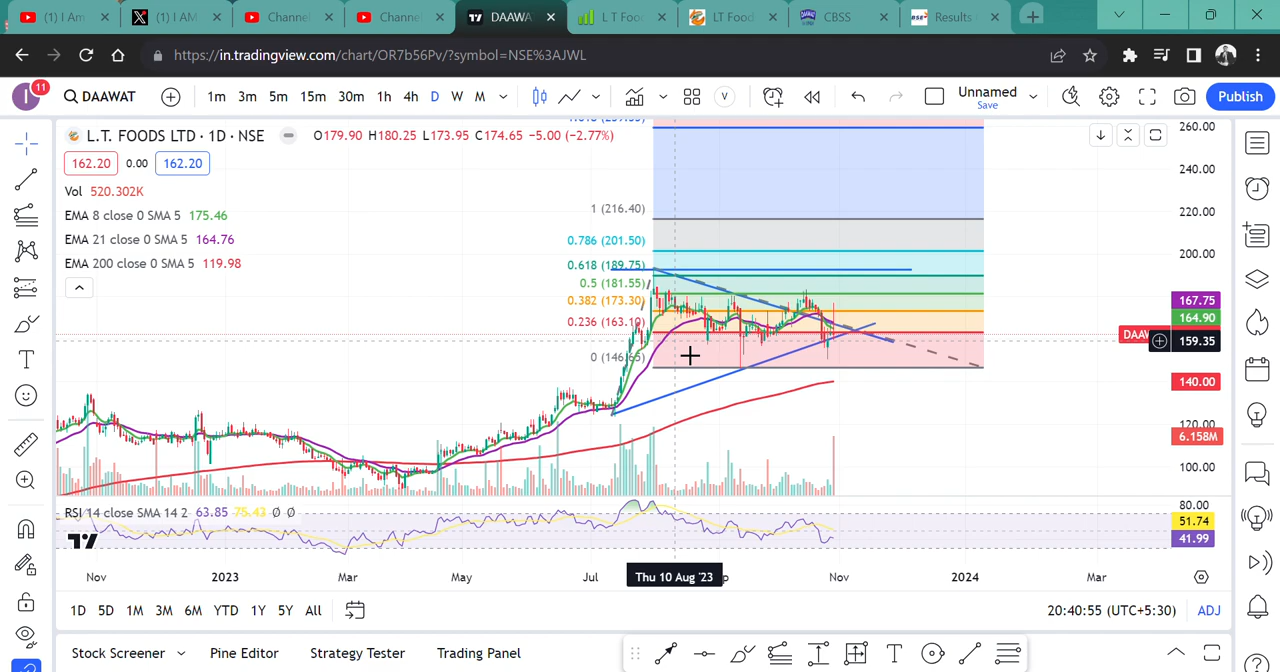 (1) I Am
(1) I AM
Channel
Channel
DAAWA
L T Foo
LT Food
CBSS
Results
https://in.tradingview.com/chart/OR7b56Pv/?symbol=NSE%3AJWL
I 11
DAAWAT
1m 3m 5m 15m 30m 1h 4h D W M
Unnamed
Save
Publish
L.T. FOODS LTD · 1D · NSE
O179.90 H180.25 L173.95 C174.65 -5.00 (-2.77%)
162.20 0.00 162.20
Vol 520.302K
EMA 8 close 0 SMA 5 175.46
EMA 21 close 0 SMA 5 164.76
EMA 200 close 0 SMA 5 119.98
1 (216.40)
0.786 (201.50)
0.618 (189.75)
0.5 (181.55)
0.382 (173.30)
0.236 (163.10)
0 (146.65)
260.00
240.00
220.00
200.00
167.75
164.90
DAAW
159.35
140.00
120.00
6.158M
100.00
RSI 14 close SMA 14 2 63.85 75.43 Ø Ø
80.00
51.74
41.99
Nov 2023 Mar May Jul Thu 10 Aug '23 Nov 2024 Mar
1D 5D 1M 3M 6M YTD 1Y 5Y All
20:40:55 (UTC+5:30) ADJ
Stock Screener Pine Editor Strategy Tester Trading Panel